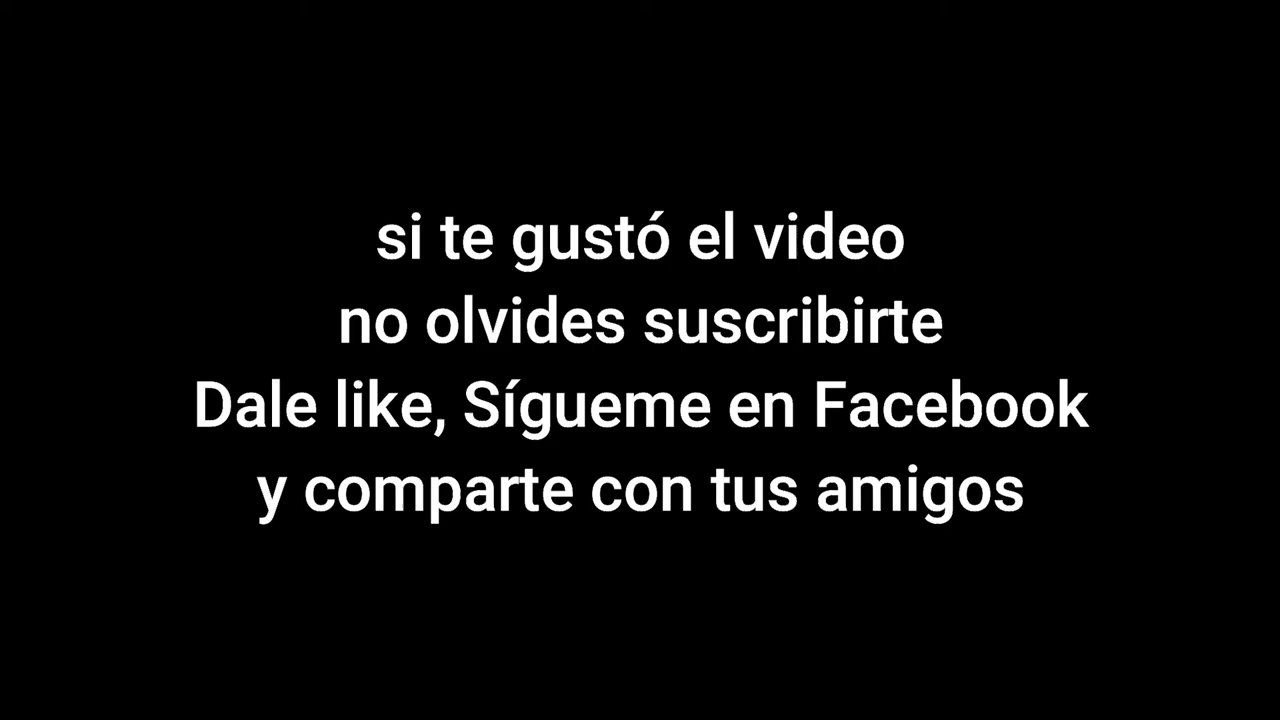 si te gustó el video
no olvides suscribirte
Dale like, Sígueme en Facebook
y comparte con tus amigos